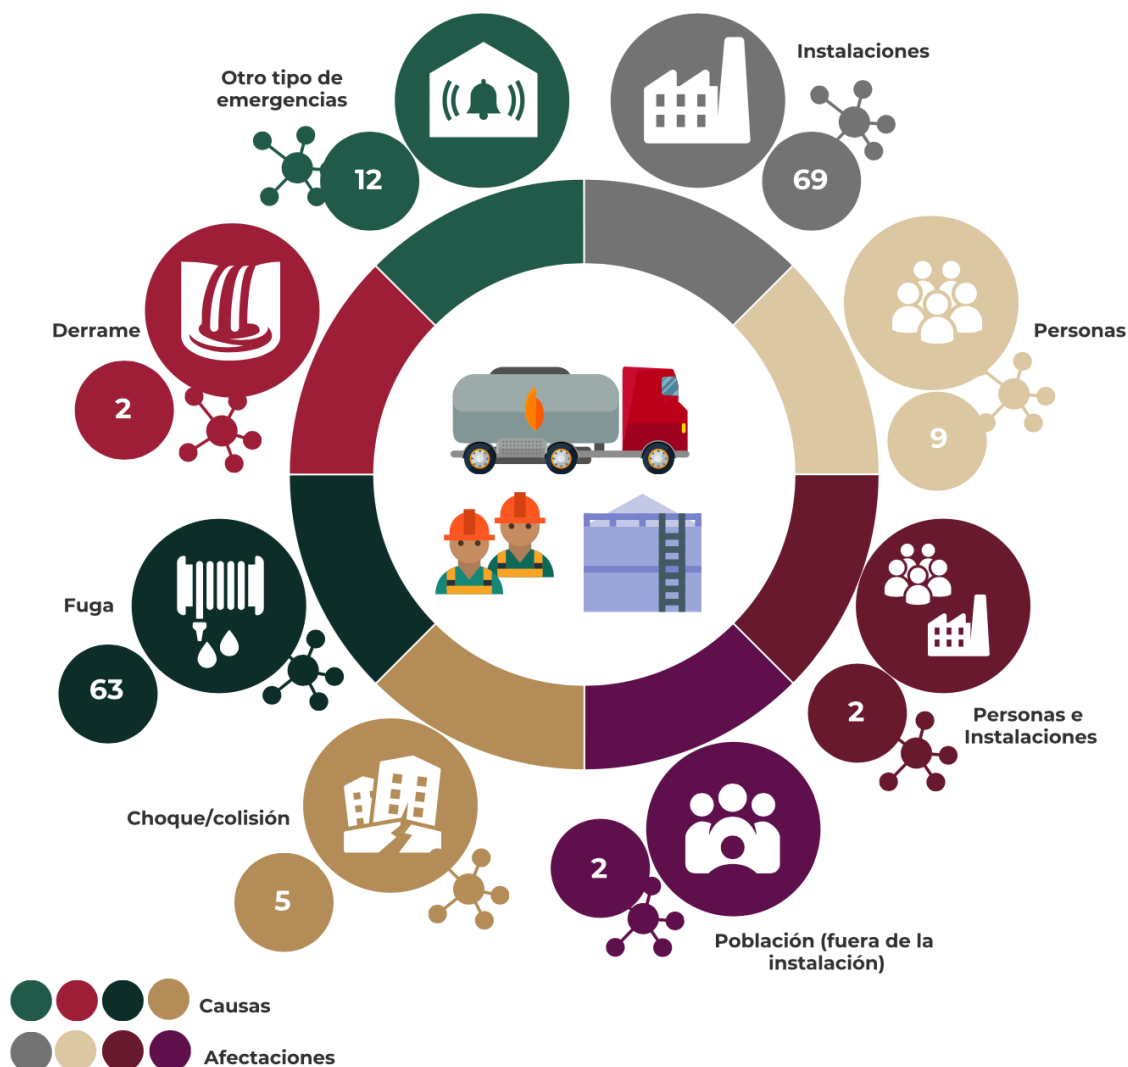 Otro tipo de
emergencias
12
Instalaciones
69
Derrame
2
Personas
9
Fuga
63
Personas e
Instalaciones
2
Choque/colisión
5
Población (fuera de la
instalación)
2
Causas
Afectaciones